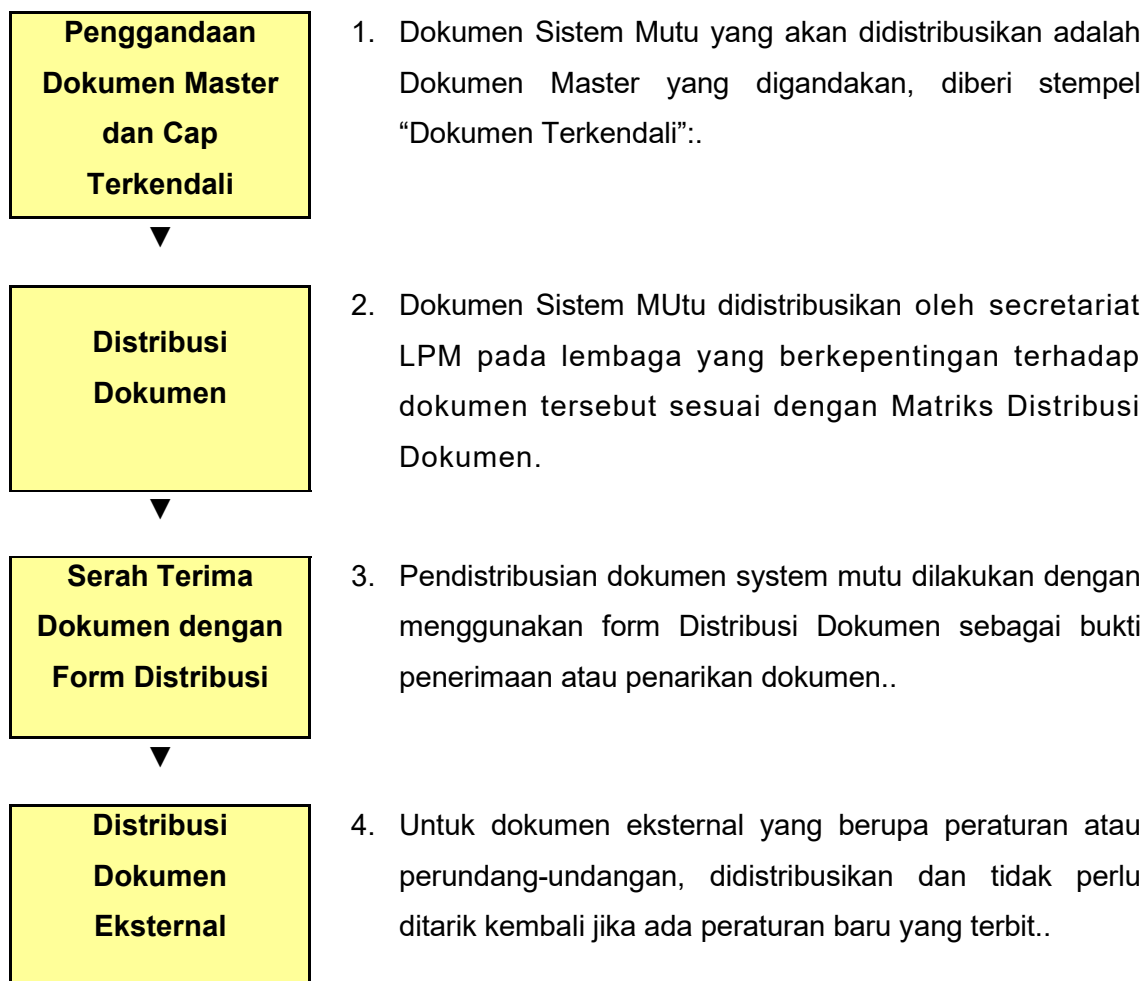 Penggandaan
Dokumen Master
dan Cap
Terkendali
1. Dokumen Sistem Mutu yang akan didistribusikan adalah
Dokumen Master yang digandakan, diberi stempel
“Dokumen Terkendali”:.
▼
Distribusi
Dokumen
2. Dokumen Sistem MUtu didistribusikan oleh secretariat
LPM pada lembaga yang berkepentingan terhadap
dokumen tersebut sesuai dengan Matriks Distribusi
Dokumen.
▼
Serah Terima
Dokumen dengan
Form Distribusi
3. Pendistribusian dokumen system mutu dilakukan dengan
menggunakan form Distribusi Dokumen sebagai bukti
penerimaan atau penarikan dokumen..
▼
Distribusi
Dokumen
Eksternal
4. Untuk dokumen eksternal yang berupa peraturan atau
perundang-undangan, didistribusikan dan tidak perlu
ditarik kembali jika ada peraturan baru yang terbit..